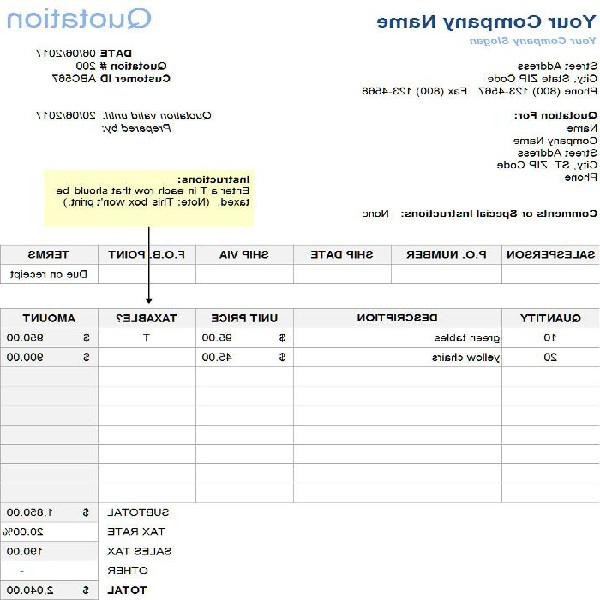 Your Company Name
Quotation
Your Company Slogan
Street Address
City, State ZIP Code
Phone (800) 123-4567 Fax (800) 123-4568
DATE 06/06/2017
Quotation # 200
Customer ID ABC567
Quotation For:
Name
Company Name
Street Address
City, ST ZIP Code
Phone
Quotation valid until: 20/06/2017
Prepared by:
Instructions:
Enter a T in each row that should be
taxed. (Note: This box won't print.)
Comments or Special Instructions: None
SALESPERSON P.O. NUMBER SHIP DATE SHIP VIA F.O.B. POINT TERMS
Due on receipt
QUANTITY DESCRIPTION UNIT PRICE TAXABLE? AMOUNT
10 green tables $ 95.00 T $ 950.00
20 yellow chairs $ 45.00 $ 900.00
SUBTOTAL $ 1,850.00
TAX RATE 20.00%
SALES TAX 190.00
OTHER -
TOTAL $ 2,040.00